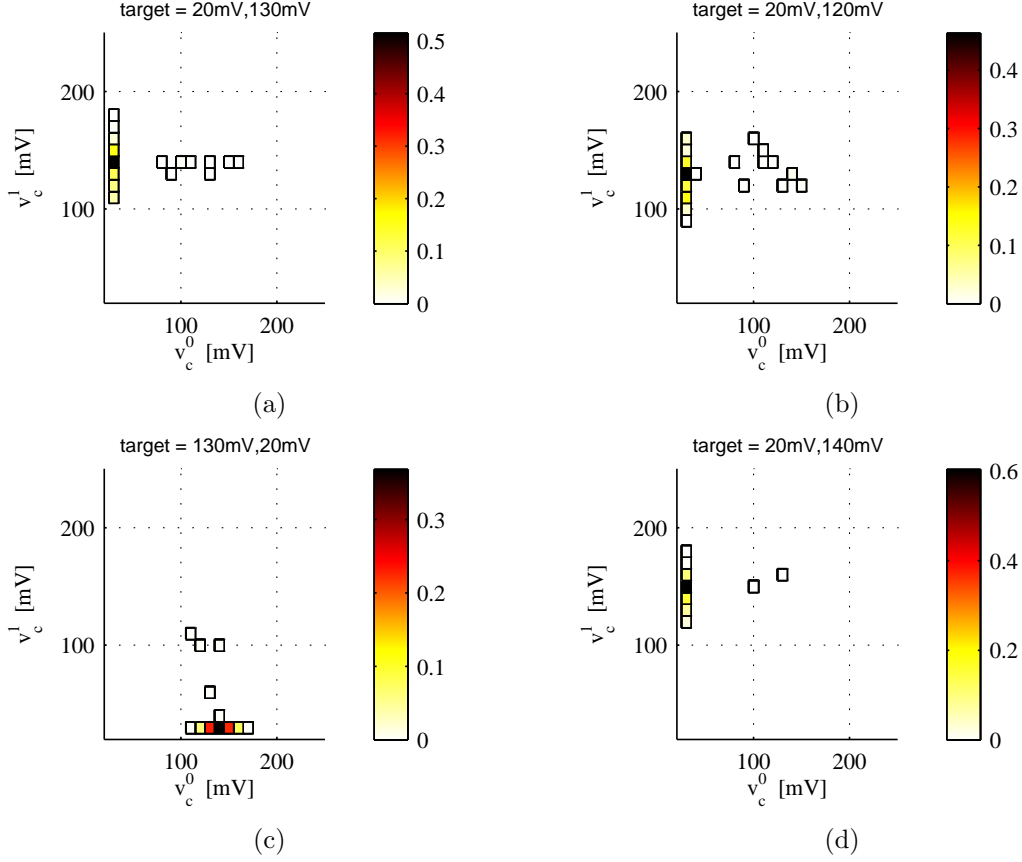 target = 20mV,130mV
200
100
v_c^1 [mV]
100
200
v_c^0 [mV]
0.5
0.4
0.3
0.2
0.1
0
(a)
target = 20mV,120mV
200
100
v_c^1 [mV]
100
200
v_c^0 [mV]
0.4
0.3
0.2
0.1
0
(b)
target = 130mV,20mV
200
100
v_c^1 [mV]
100
200
v_c^0 [mV]
0.3
0.2
0.1
0
(c)
target = 20mV,140mV
200
100
v_c^1 [mV]
100
200
v_c^0 [mV]
0.6
0.4
0.2
0
(d)